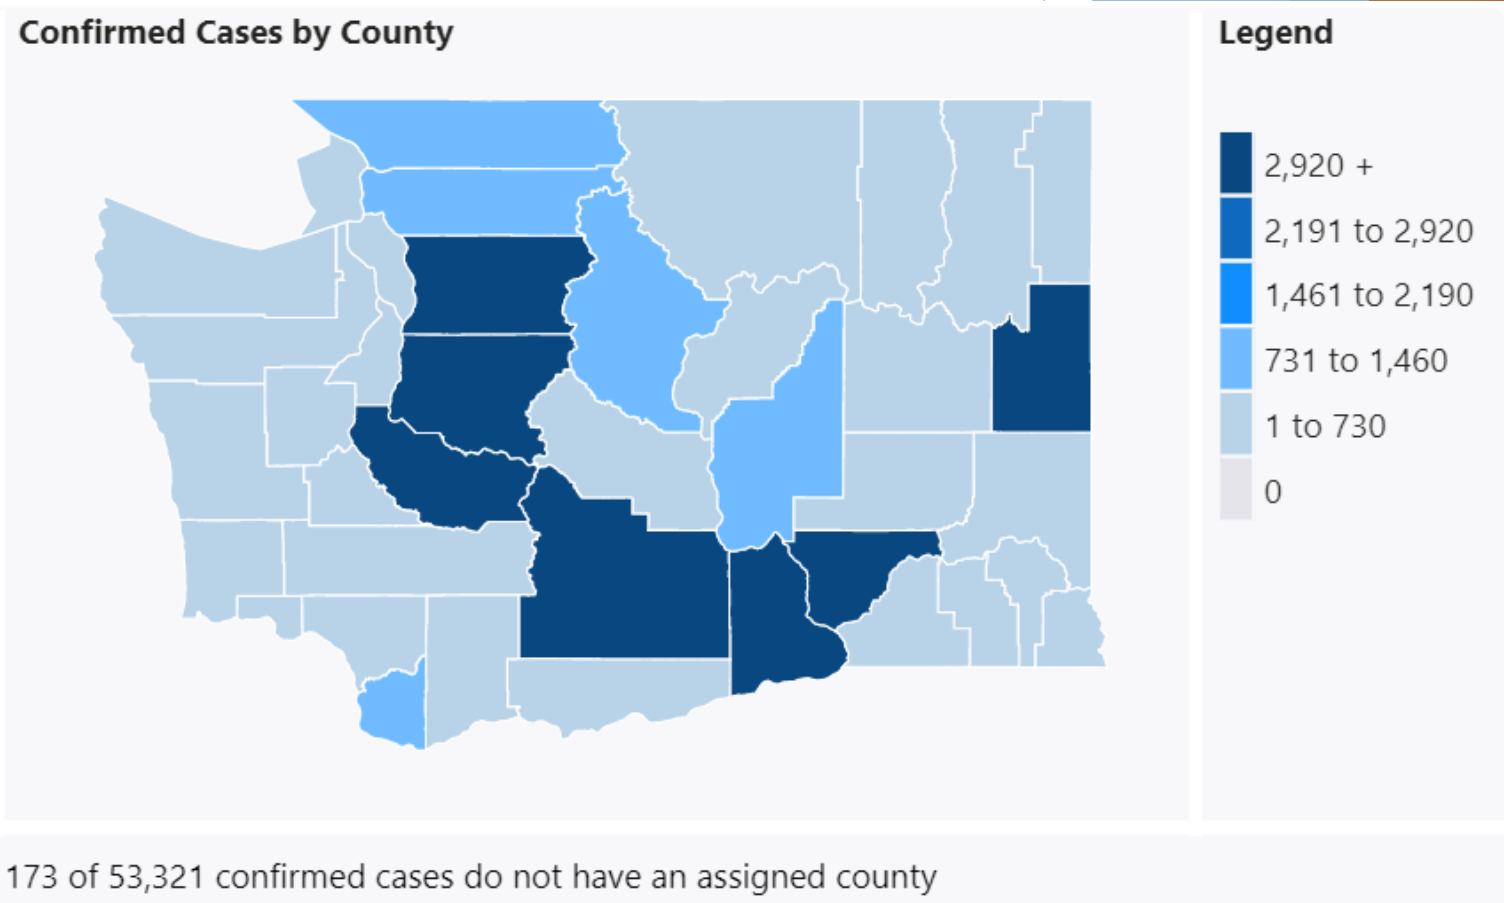 Confirmed Cases by County
Legend
2,920 +
2,191 to 2,920
1,461 to 2,190
731 to 1,460
1 to 730
0
173 of 53,321 confirmed cases do not have an assigned county